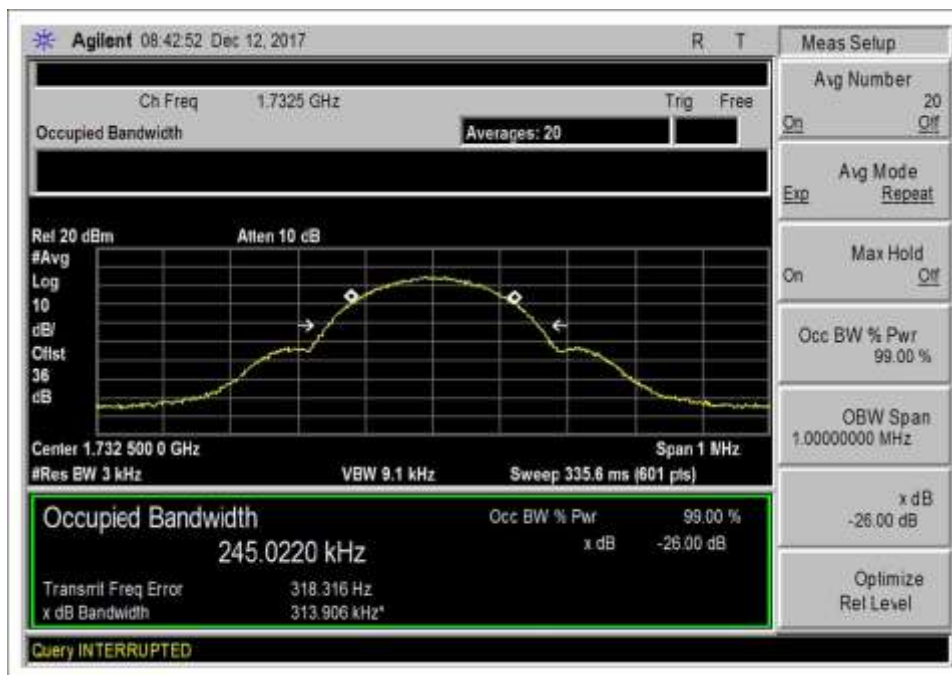 Agilent 08:42:52 Dec 12, 2017 R T
Ch Freq 1.7325 GHz Trig Free
Occupied Bandwidth Averages: 20
Ref 20 dBm Atten 10 dB
#Avg
Log
10
dB/
Offst
36
dB
Center 1.732 500 0 GHz Span 1 MHz
#Res BW 3 kHz VBW 9.1 kHz Sweep 335.6 ms (601 pts)
Occupied Bandwidth Occ BW % Pwr 99.00 %
245.0220 kHz x dB -26.00 dB
Transmit Freq Error 318.316 Hz
x dB Bandwidth 313.906 kHz*
Query INTERRUPTED
Meas Setup
Avg Number
20
On Off
Avg Mode
Exp Repeat
Max Hold
On Off
Occ BW % Pwr
99.00 %
OBW Span
1.00000000 MHz
x dB
-26.00 dB
Optimize
Ref Level